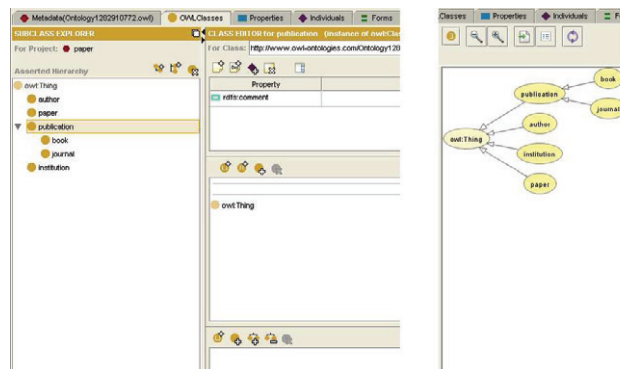 Metadata(Ontology1202910772.owl) OWLClasses Properties Individuals Forms
SUBCLASS EXPLORER
For Project: paper
Asserted Hierarchy
owl:Thing
author
paper
publication
book
journal
institution
CLASS EDITOR for publication (instance of owl:Clas
For Class: http://www.owl-ontologies.com/Ontology120
Property
rdfs:comment
owl:Thing
Classes Properties Individuals F
book
publication
journal
author
owl:Thing
institution
paper